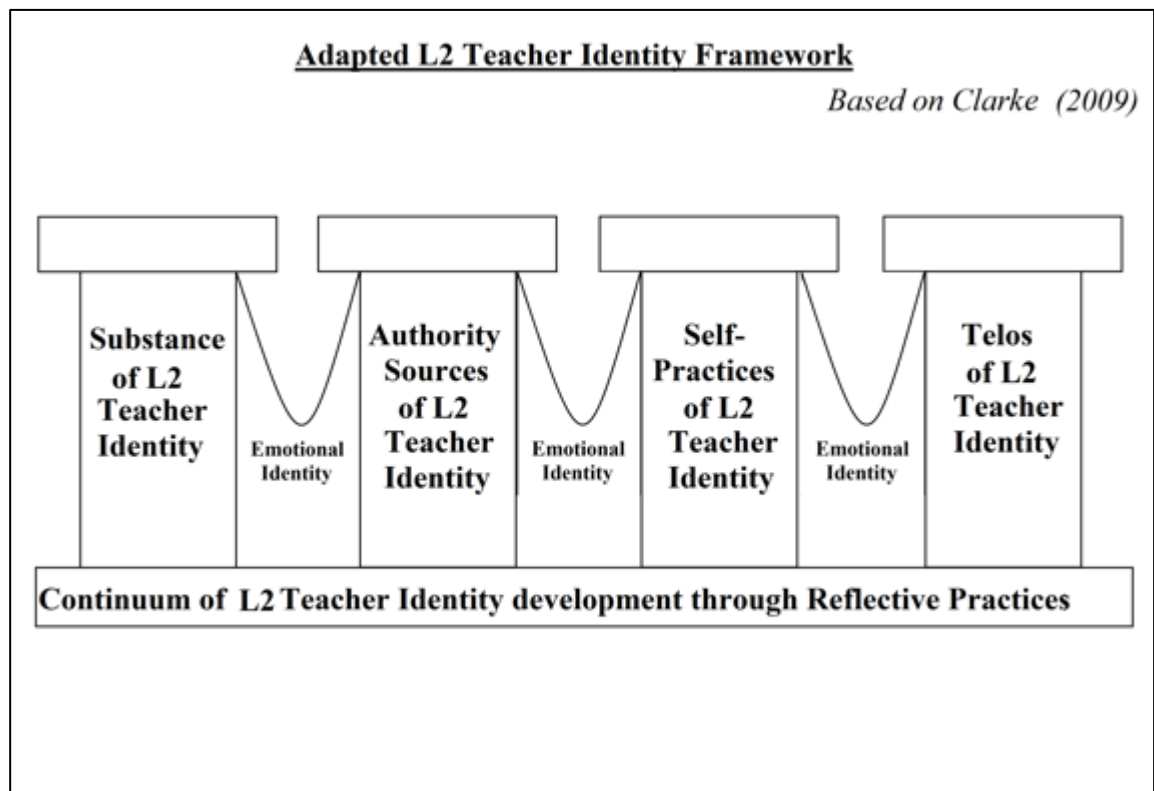 Adapted L2 Teacher Identity Framework
Based on Clarke (2009)
Substance
of L2
Teacher
Identity
Emotional
Identity
Authority
Sources
of L2
Teacher
Identity
Emotional
Identity
Self-
Practices
of L2
Teacher
Identity
Emotional
Identity
Telos
of L2
Teacher
Identity
Continuum of L2 Teacher Identity development through Reflective Practices